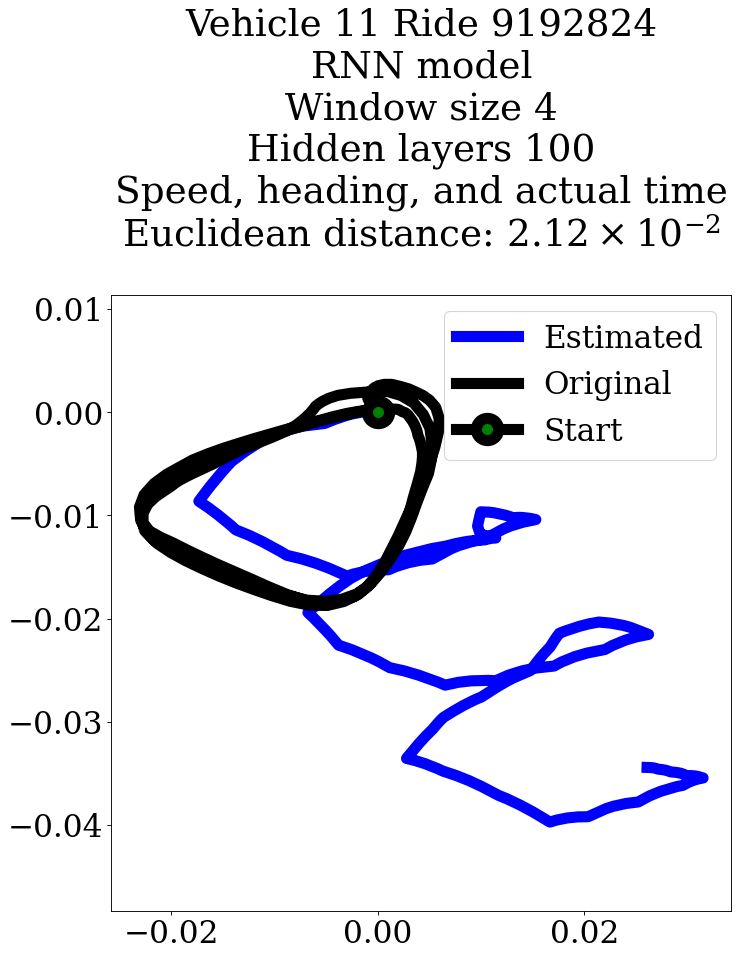 Vehicle 11 Ride 9192824
RNN model
Window size 4
Hidden layers 100
Speed, heading, and actual time
Euclidean distance: 2.12 × 10⁻²
0.01
0.00
−0.01
−0.02
−0.03
−0.04
Estimated
Original
Start
−0.02
0.00
0.02